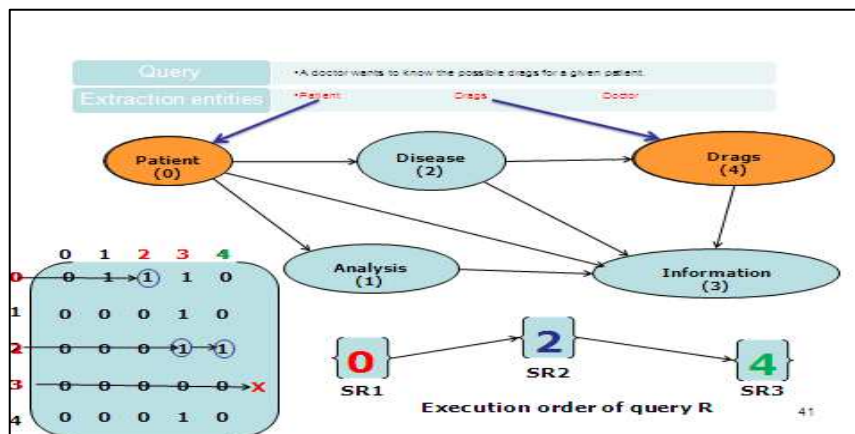 Query
•A doctor wants to know the possible drags for a given patient.
Extraction entities
•Patient Drags Doctor
Patient
(0)
Disease
(2)
Drags
(4)
Analysis
(1)
Information
(3)
0 1 2 3 4
0 0 1 1 1 0
1 0 0 0 1 0
2 0 0 0 1 1
3 0 0 0 0 0 X
4 0 0 0 1 0
{0} {2} {4}
SR1 SR2 SR3
Execution order of query R
41